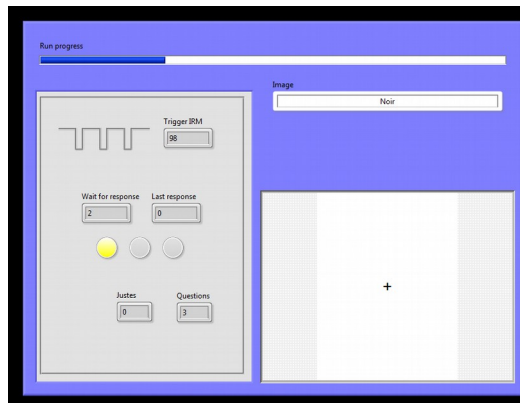 Run progress
Image
Noir
Trigger IRM
98
Wait for response
Last response
2
0
Justes
Questions
0
3
+